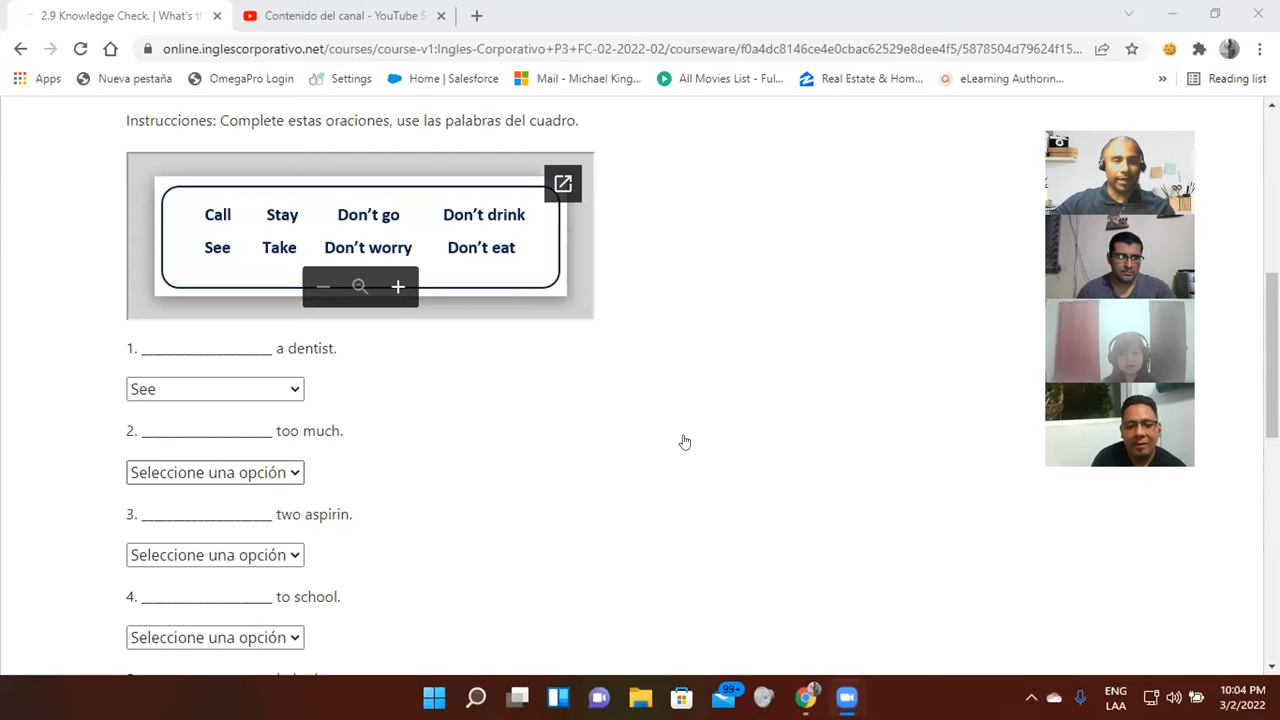 2.9 Knowledge Check. | What's th
Contenido del canal - YouTube S
online.inglescorporativo.net/courses/course-v1:Ingles-Corporativo+P3+FC-02-2022-02/courseware/f0a4dc8146ce4e0cbac62529e8dee4f5/5878504d79624f15...
Apps Nueva pestaña OmegaPro Login Settings Home | Salesforce Mail - Michael King... All Movies List - Ful... Real Estate & Hom... eLearning Authorin... » Reading list
Instrucciones: Complete estas oraciones, use las palabras del cuadro.
Call Stay Don't go Don't drink
See Take Don't worry Don't eat
1. ____________________ a dentist.
See
2. ____________________ too much.
Seleccione una opción
3. ____________________ two aspirin.
Seleccione una opción
4. ____________________ to school.
Seleccione una opción
99+
ENG
LAA
10:04 PM
3/2/2022